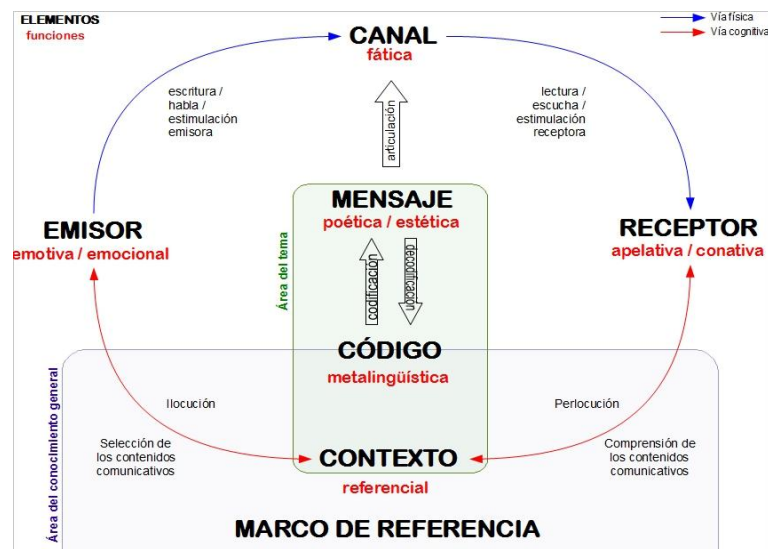 ELEMENTOS
funciones
Vía física
Vía cognitiva
CANAL
fática
escritura /
habla /
estimulación
emisora
lectura /
escucha /
estimulación
receptora
articulación
MENSAJE
poética / estética
EMISOR
emotiva / emocional
RECEPTOR
apelativa / conativa
Área del tema
codificación
decodificación
CÓDIGO
metalingüística
Ilocución
Perlocución
Selección de
los contenidos
comunicativos
Comprensión de
los contenidos
comunicativos
CONTEXTO
referencial
Área del conocimiento general
MARCO DE REFERENCIA